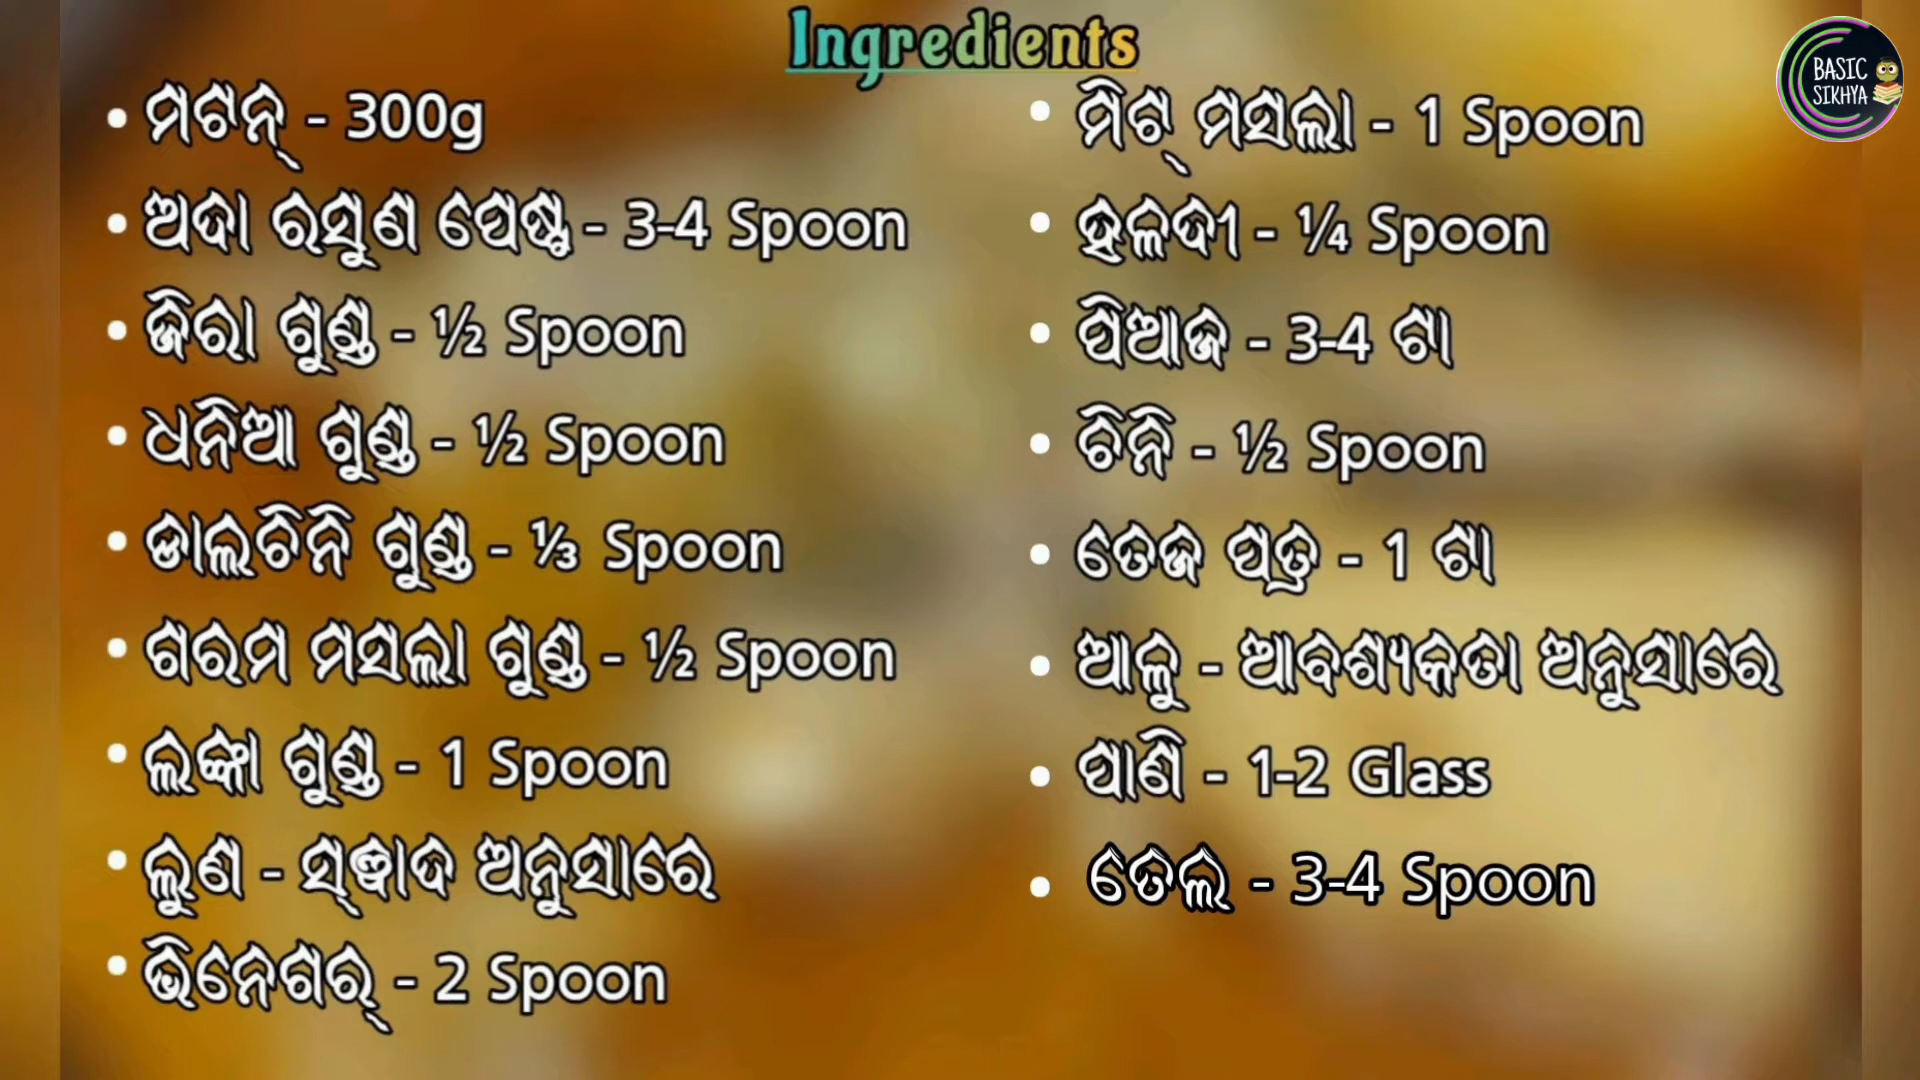 Ingredients
• ମଟନ୍ - 300g
• ଅଦା ରସୁଣ ପେଷ୍ଟ - 3-4 Spoon
• ଜିରା ଗୁଣ୍ଡ - ½ Spoon
• ଧନିଆ ଗୁଣ୍ଡ - ½ Spoon
• ଡାଲଚିନି ଗୁଣ୍ଡ - ⅓ Spoon
• ଗରମ ମସଲା ଗୁଣ୍ଡ - ½ Spoon
• ଲଙ୍କା ଗୁଣ୍ଡ - 1 Spoon
• ଲୁଣ - ସ୍ଵାଦ ଅନୁସାରେ
• ଭିନେଗର୍ - 2 Spoon
• ମିଟ୍ ମସଲା - 1 Spoon
• ହଳଦୀ - ¼ Spoon
• ପିଆଜ - 3-4 ଟା
• ଚିନି - ½ Spoon
• ତେଜ ପତ୍ର - 1 ଟା
• ଆଳୁ - ଆବଶ୍ୟକତା ଅନୁସାରେ
• ପାଣି - 1-2 Glass
• ତେଲ - 3-4 Spoon
BASIC
SIKHYA